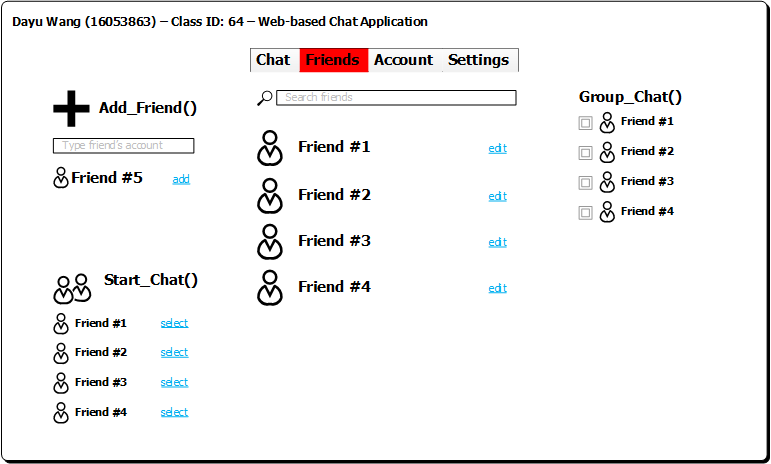 Dayu Wang (16053863) – Class ID: 64 – Web-based Chat Application
Chat Friends Account Settings
Add_Friend()
Type friend's account
Friend #5 add
Start_Chat()
Friend #1 select
Friend #2 select
Friend #3 select
Friend #4 select
Search friends
Friend #1 edit
Friend #2 edit
Friend #3 edit
Friend #4 edit
Group_Chat()
Friend #1
Friend #2
Friend #3
Friend #4